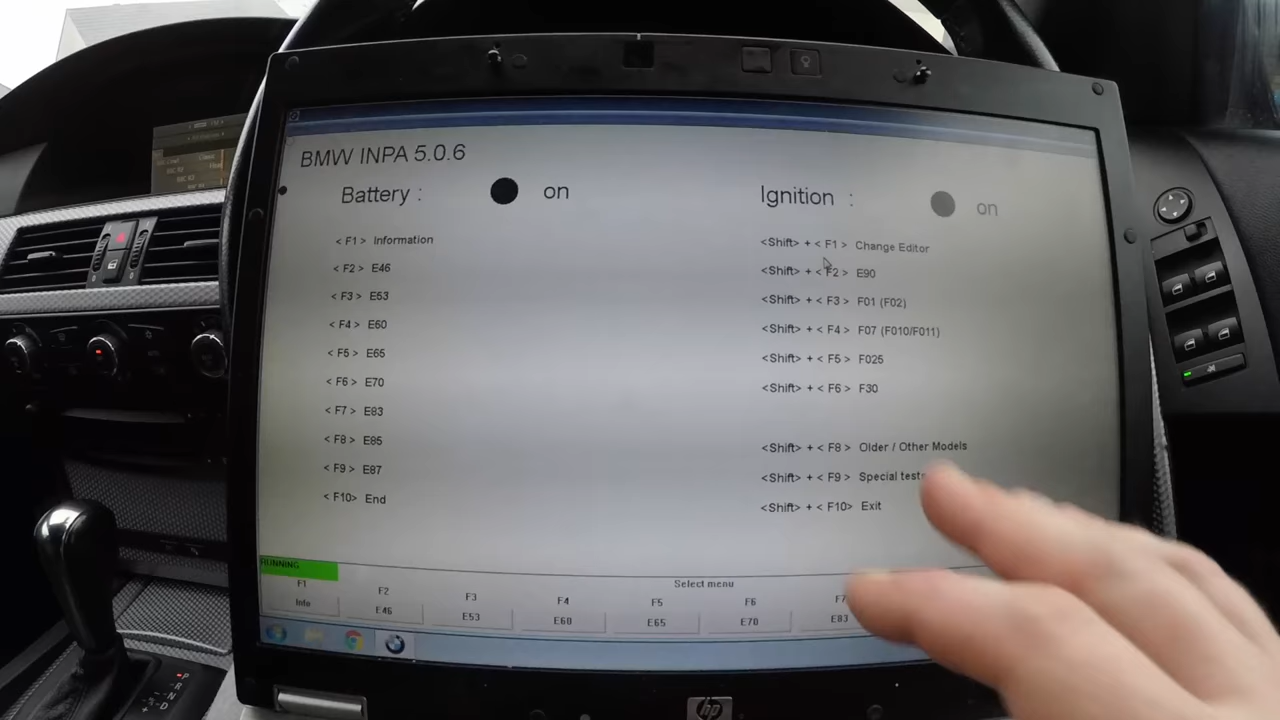 BMW INPA 5.0.6
Battery : on
Ignition : on
< F1 > Information
< F2 > E46
< F3 > E53
< F4 > E60
< F5 > E65
< F6 > E70
< F7 > E83
< F8 > E85
< F9 > E87
< F10> End
<Shift> + < F1 > Change Editor
<Shift> + < F2 > E90
<Shift> + < F3 > F01 (F02)
<Shift> + < F4 > F07 (F010/F011)
<Shift> + < F5 > F025
<Shift> + < F6 > F30
<Shift> + < F8 > Older / Other Models
<Shift> + < F9 > Special tests
<Shift> + < F10> Exit
RUNNING
Select menu
F1 F2 F3 F4 F5 F6 F7
Info E46 E53 E60 E65 E70 E83
hp
P
R
N
D